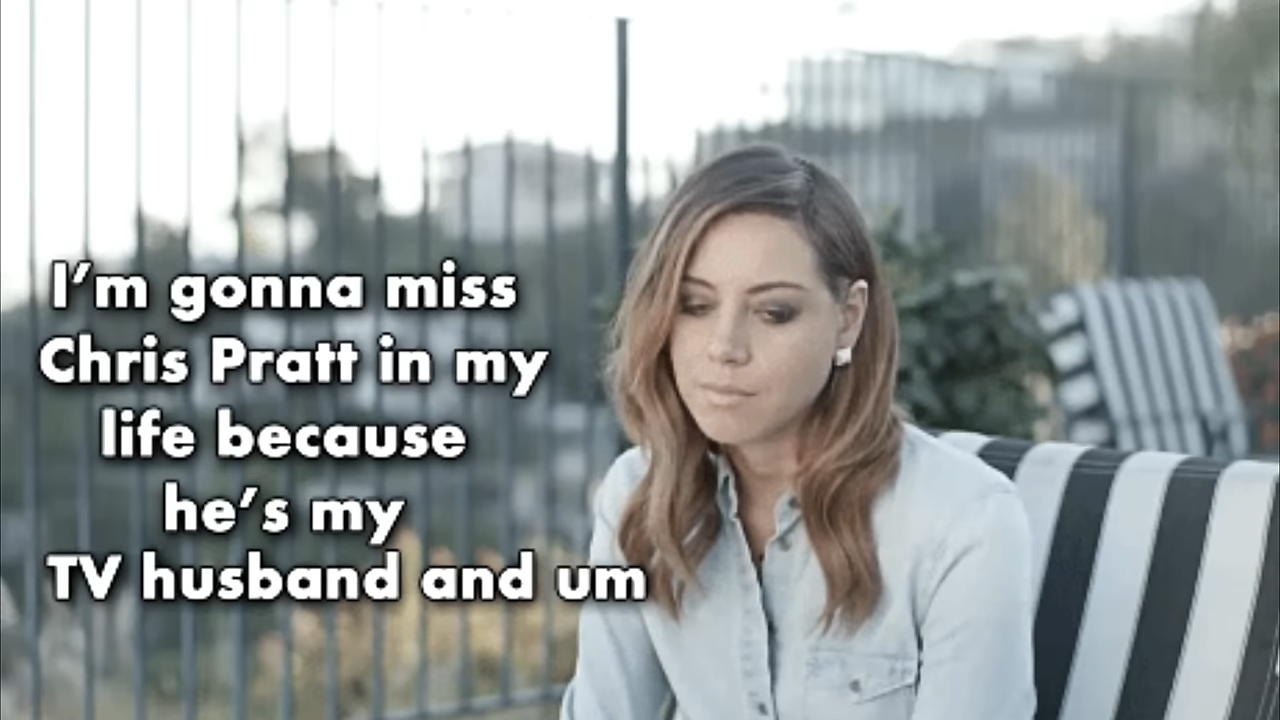 I’m gonna miss
Chris Pratt in my
life because
he’s my
TV husband and um